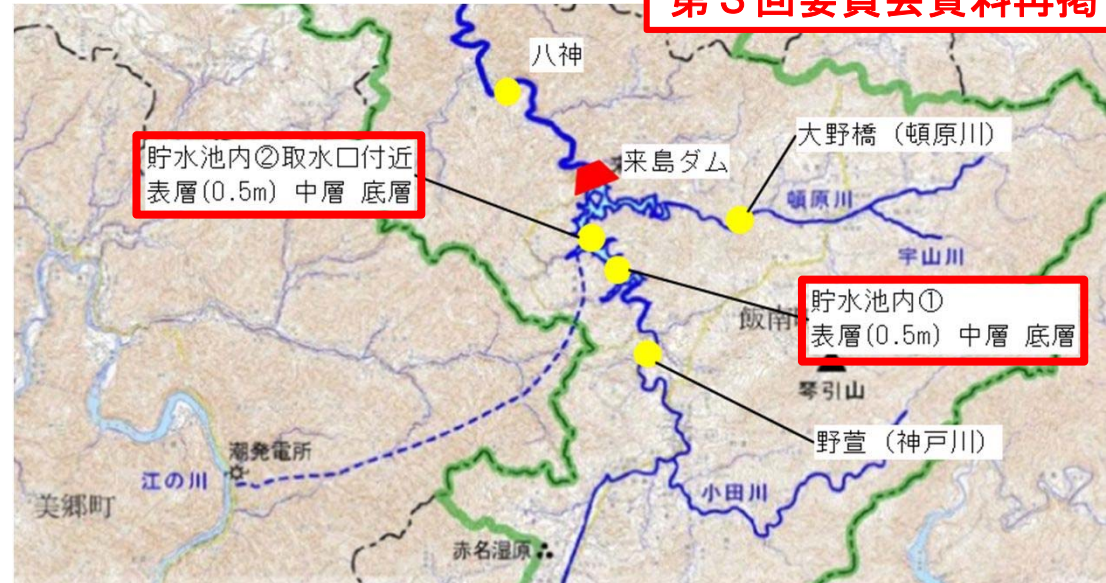 第３回委員会資料再掲
八神
大野橋（頓原川）
貯水池内②取水口付近
表層(0.5m) 中層 底層
来島ダム
頓原川
宇山川
貯水池内①
表層(0.5m) 中層 底層
飯南
琴引山
野萱（神戸川）
潮発電所
江の川
美郷町
小田川
赤名湿原